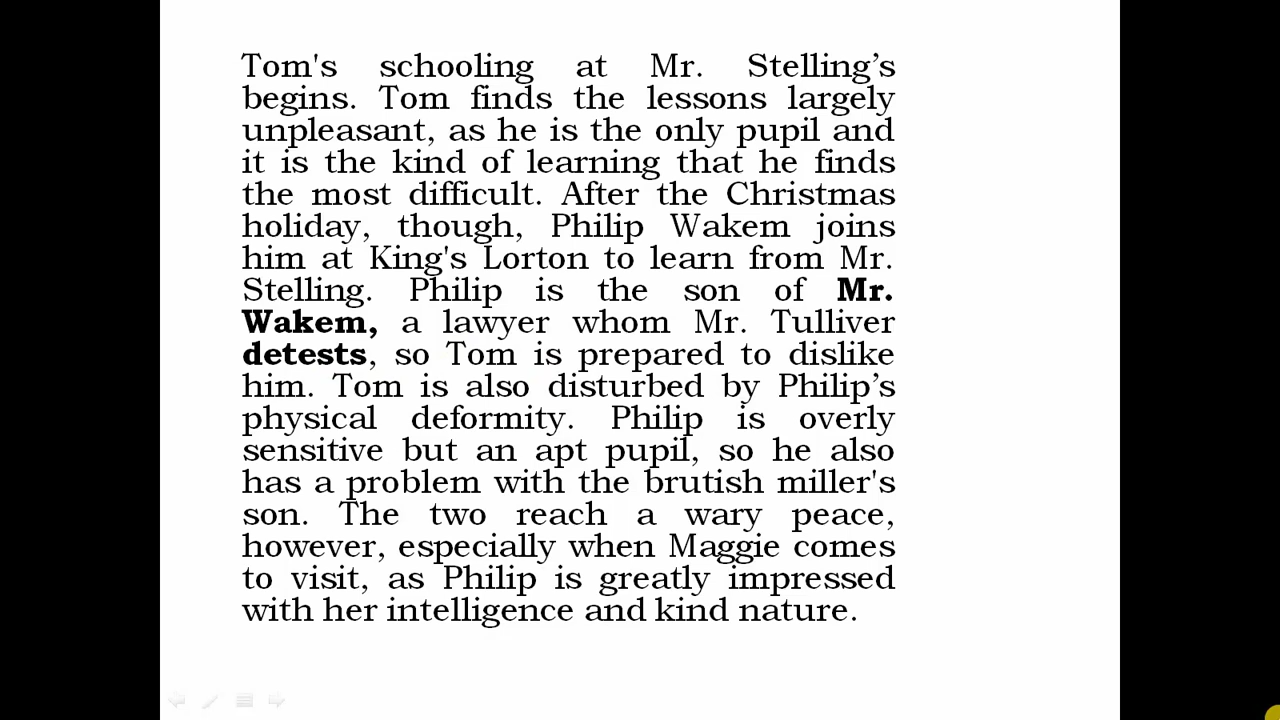 Tom's schooling at Mr. Stelling’s
begins. Tom finds the lessons largely
unpleasant, as he is the only pupil and
it is the kind of learning that he finds
the most difficult. After the Christmas
holiday, though, Philip Wakem joins
him at King's Lorton to learn from Mr.
Stelling. Philip is the son of Mr.
Wakem, a lawyer whom Mr. Tulliver
detests, so Tom is prepared to dislike
him. Tom is also disturbed by Philip’s
physical deformity. Philip is overly
sensitive but an apt pupil, so he also
has a problem with the brutish miller's
son. The two reach a wary peace,
however, especially when Maggie comes
to visit, as Philip is greatly impressed
with her intelligence and kind nature.